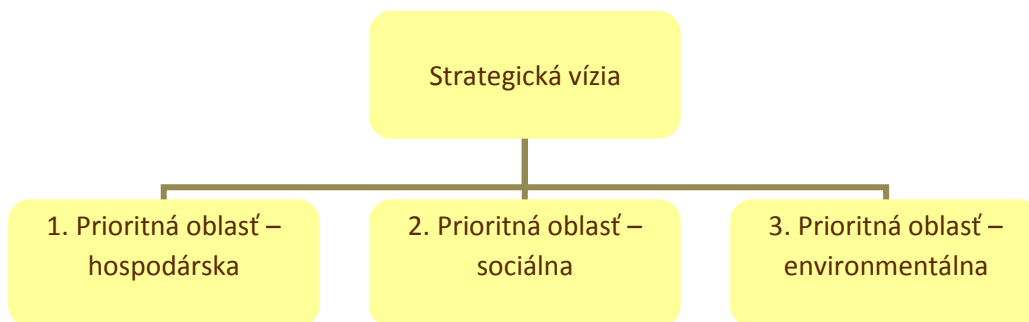 Strategická vízia
1. Prioritná oblasť –
hospodárska
2. Prioritná oblasť –
sociálna
3. Prioritná oblasť –
environmentálna